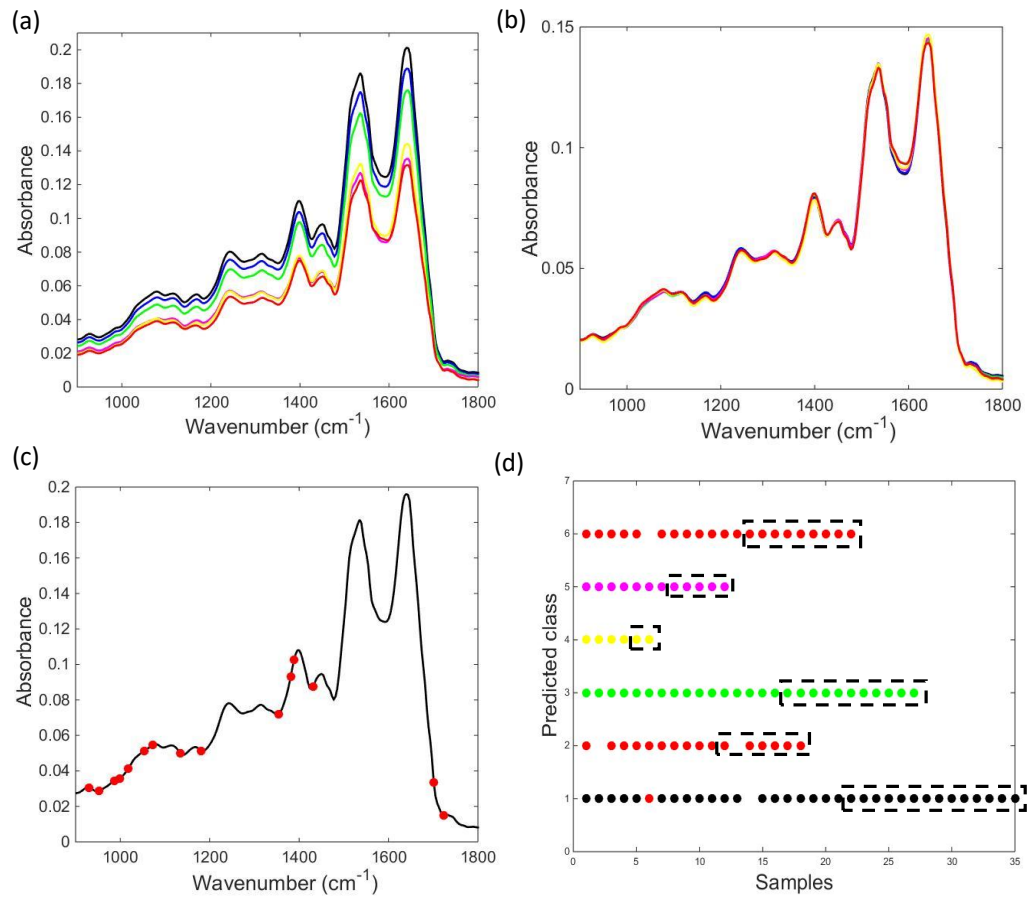 (a)
0.2
0.18
0.16
0.14
0.12
0.1
0.08
0.06
0.04
0.02
0
Absorbance
1000 1200 1400 1600 1800
Wavenumber (cm-1)
(b)
0.15
0.1
0.05
0
Absorbance
1000 1200 1400 1600 1800
Wavenumber (cm-1)
(c)
0.2
0.18
0.16
0.14
0.12
0.1
0.08
0.06
0.04
0.02
0
Absorbance
1000 1200 1400 1600 1800
Wavenumber (cm-1)
(d)
7
6
5
4
3
2
1
0
Predicted class
0 5 10 15 20 25 30 35
Samples